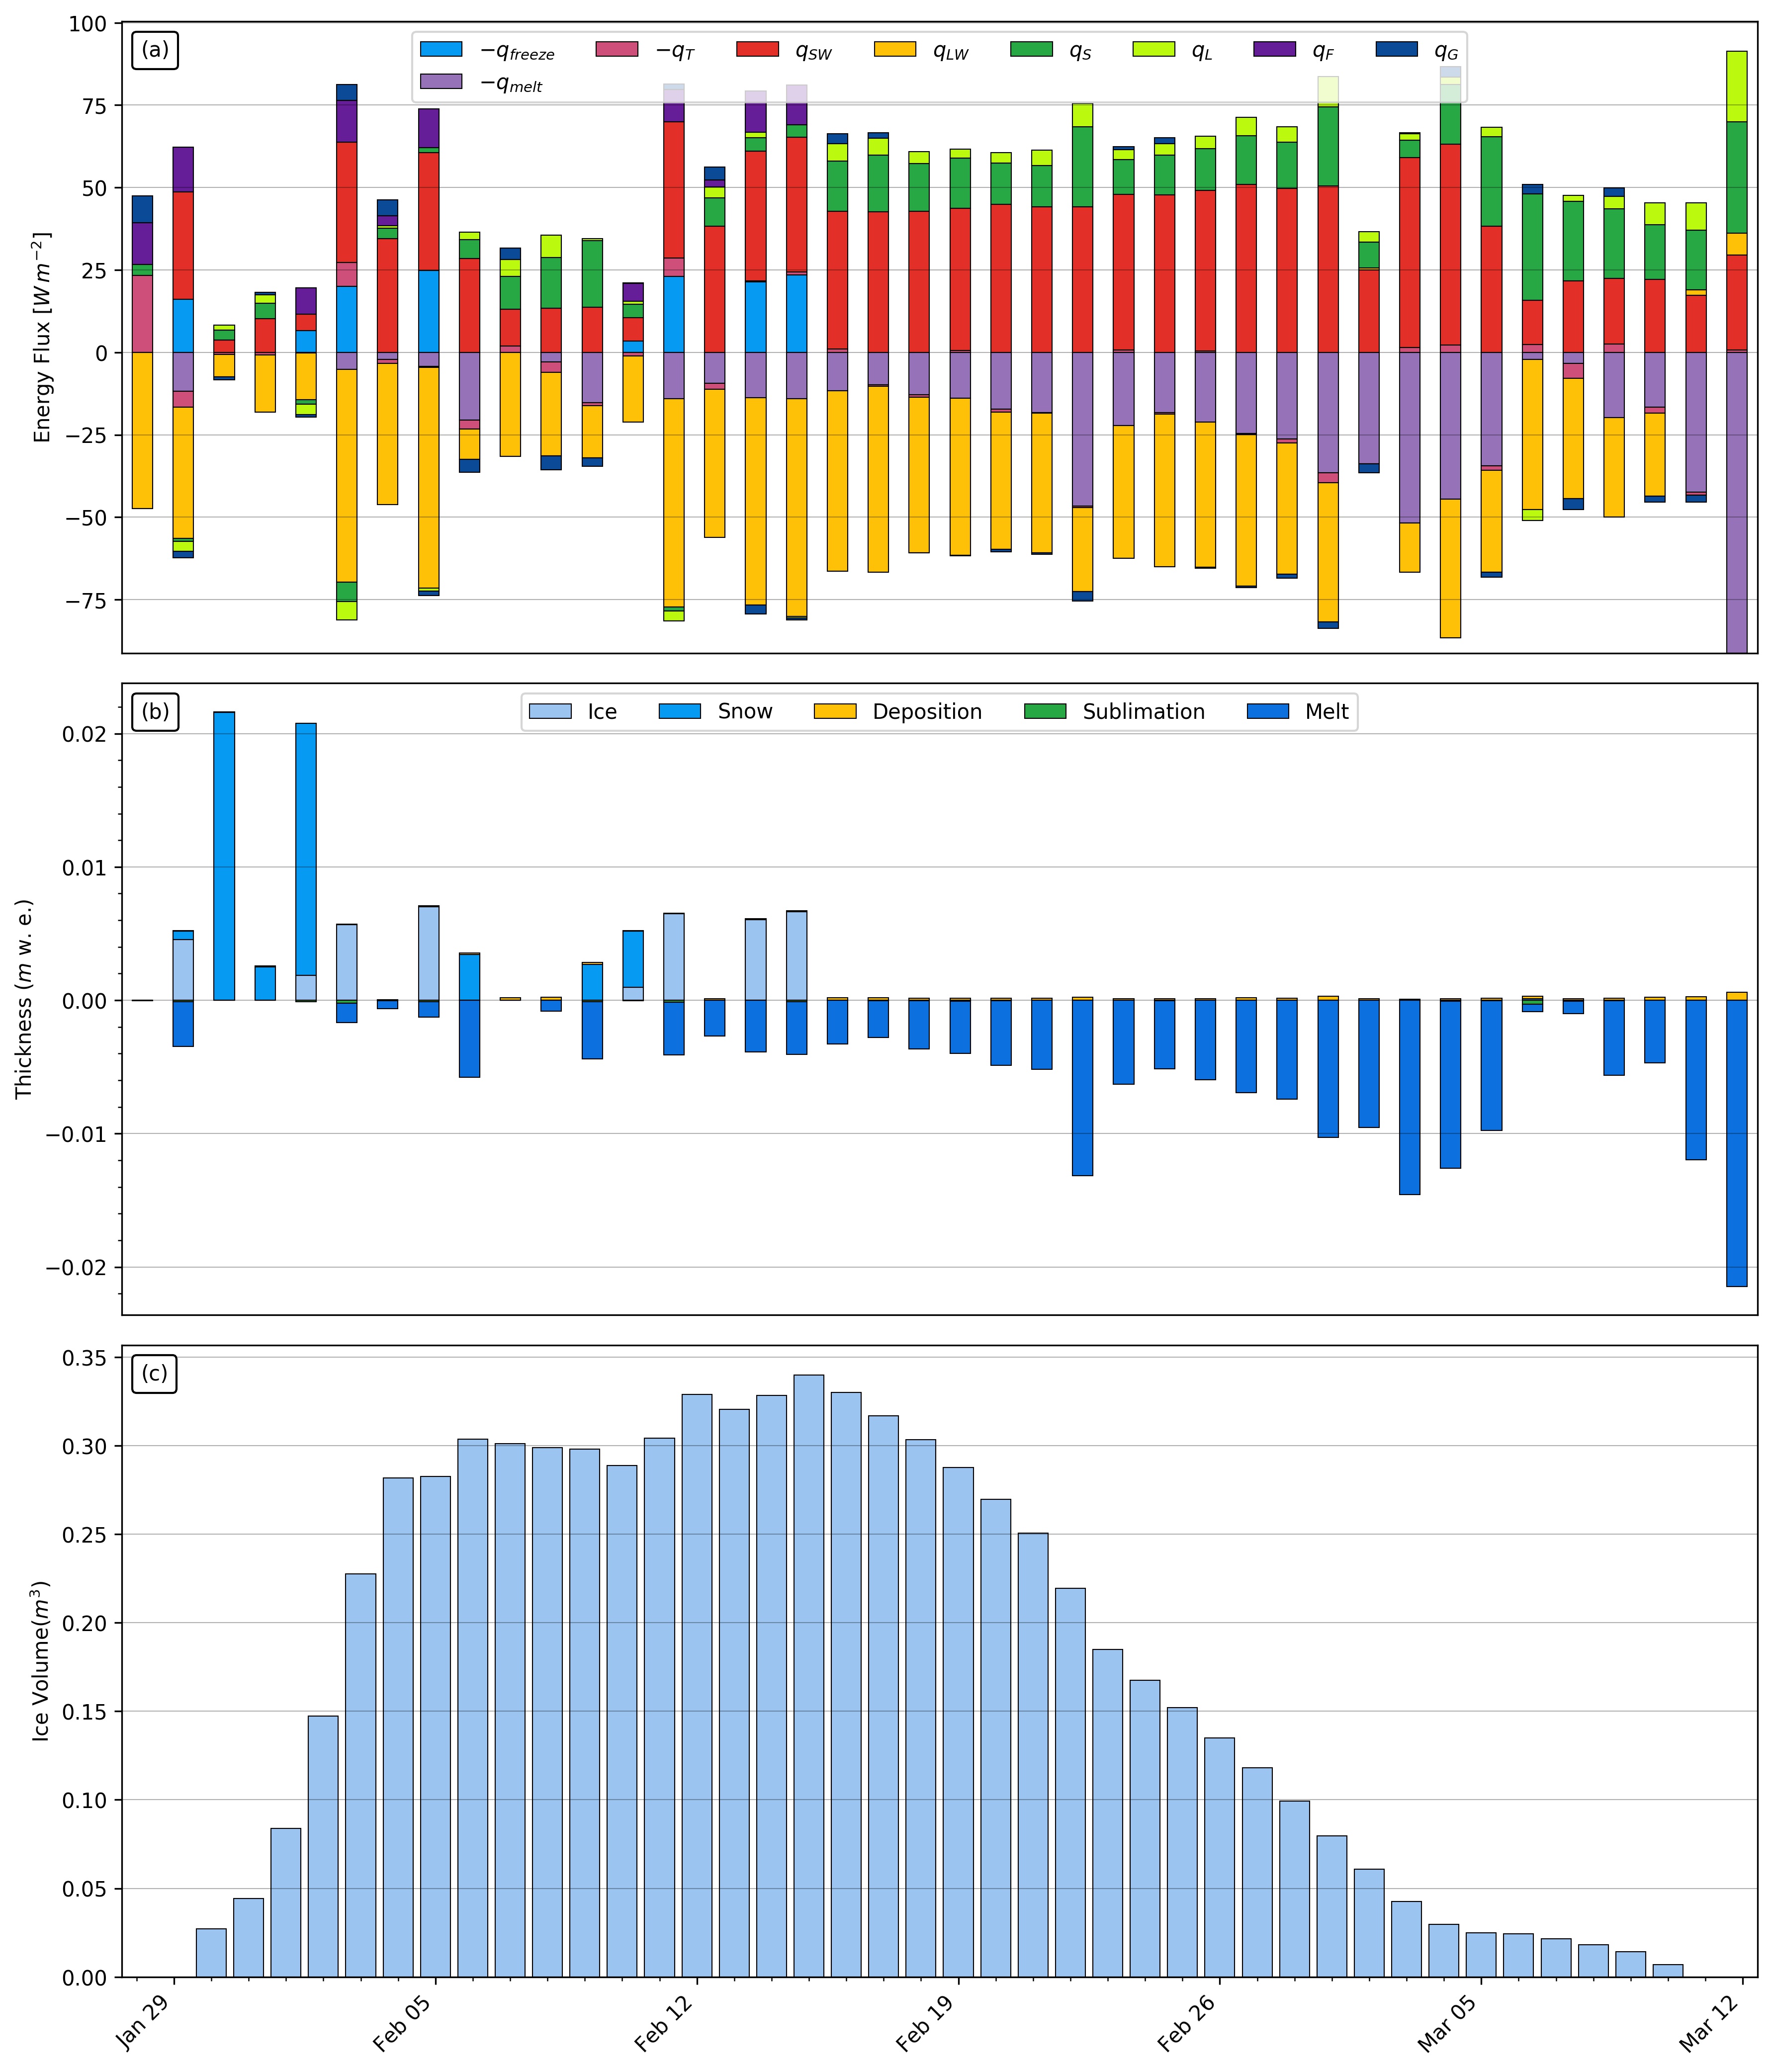 (a)
−q_freeze −q_T q_SW q_LW q_S q_L q_F q_G
−q_melt
100
75
50
25
0
−25
−50
−75
Energy Flux [W m⁻²]
(b)
Ice Snow Deposition Sublimation Melt
0.02
0.01
0.00
−0.01
−0.02
Thickness (m w. e.)
(c)
0.35
0.30
0.25
0.20
0.15
0.10
0.05
0.00
Ice Volume(m³)
Jan 29 Feb 05 Feb 12 Feb 19 Feb 26 Mar 05 Mar 12